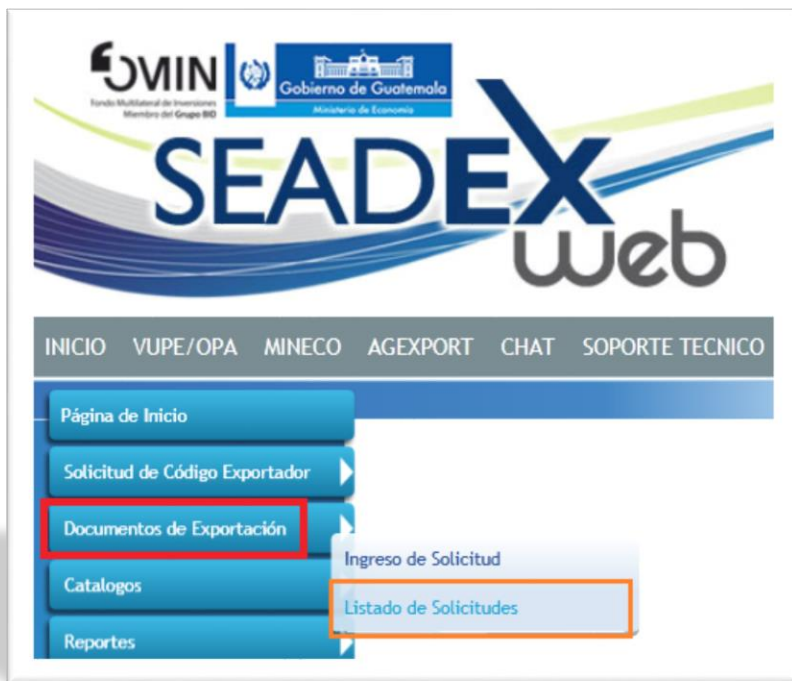 FOMIN
Fondo Multilateral de Inversiones
Miembro del Grupo BID
Gobierno de Guatemala
Ministerio de Economía
SEADEX
web
INICIO VUPE/OPA MINECO AGEXPORT CHAT SOPORTE TECNICO
Página de Inicio
Solicitud de Código Exportador
Documentos de Exportación
Ingreso de Solicitud
Catalogos
Listado de Solicitudes
Reportes